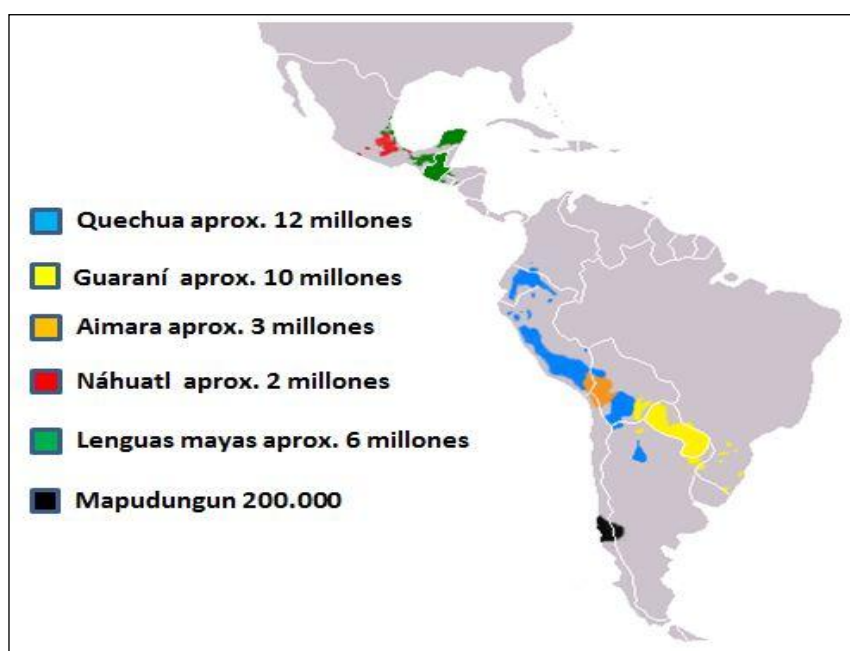 Quechua aprox. 12 millones
Guaraní aprox. 10 millones
Aimara aprox. 3 millones
Náhuatl aprox. 2 millones
Lenguas mayas aprox. 6 millones
Mapudungun 200.000